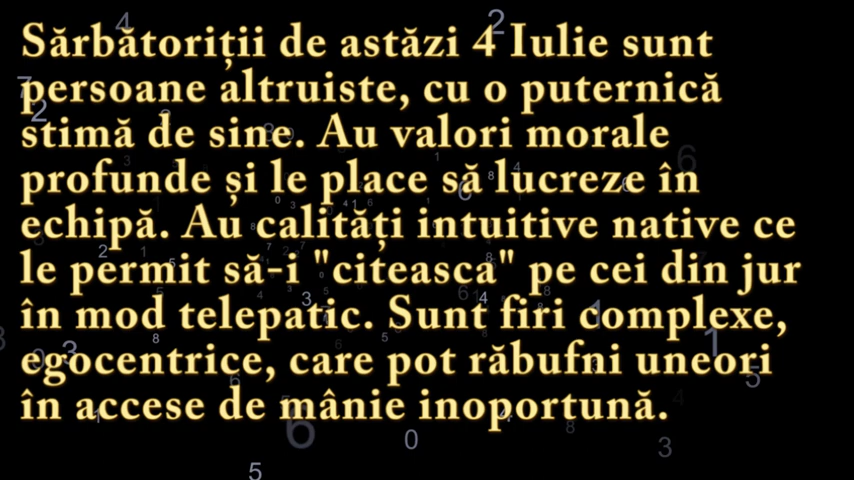 Sărbătoriții de astăzi 4 Iulie sunt
persoane altruiste, cu o puternică
stimă de sine. Au valori morale
profunde și le place să lucreze în
echipă. Au calități intuitive native ce
le permit să-i "citeasca" pe cei din jur
în mod telepatic. Sunt firi complexe,
egocentrice, care pot răbufni uneori
în accese de mânie inoportună.